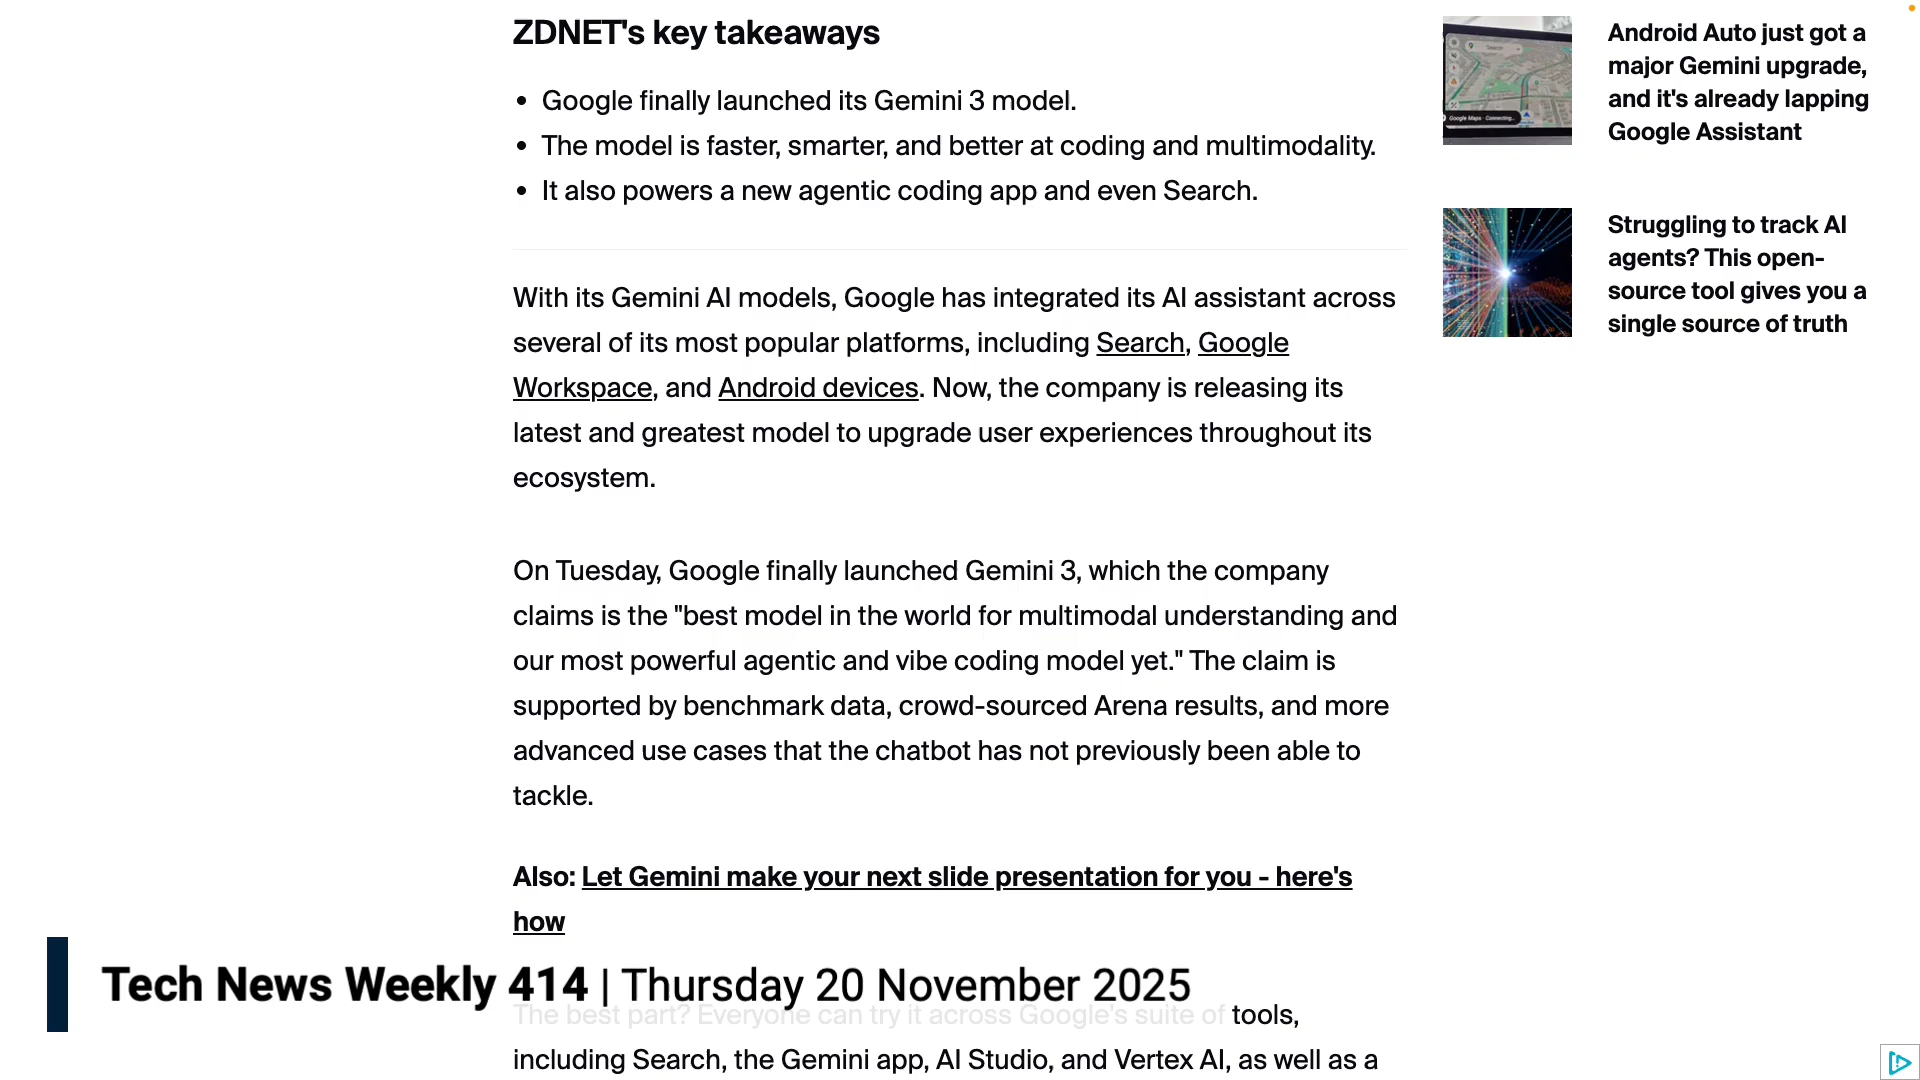 ZDNET's key takeaways
• Google finally launched its Gemini 3 model.
• The model is faster, smarter, and better at coding and multimodality.
• It also powers a new agentic coding app and even Search.
With its Gemini AI models, Google has integrated its AI assistant across
several of its most popular platforms, including Search, Google
Workspace, and Android devices. Now, the company is releasing its
latest and greatest model to upgrade user experiences throughout its
ecosystem.
On Tuesday, Google finally launched Gemini 3, which the company
claims is the "best model in the world for multimodal understanding and
our most powerful agentic and vibe coding model yet." The claim is
supported by benchmark data, crowd-sourced Arena results, and more
advanced use cases that the chatbot has not previously been able to
tackle.
Also: Let Gemini make your next slide presentation for you - here's
how
The best part? Everyone can try it across Google's suite of tools,
including Search, the Gemini app, AI Studio, and Vertex AI, as well as a
Android Auto just got a
major Gemini upgrade,
and it's already lapping
Google Assistant
Search
Google Maps · Connecting...
Struggling to track AI
agents? This open-
source tool gives you a
single source of truth
Tech News Weekly 414 | Thursday 20 November 2025